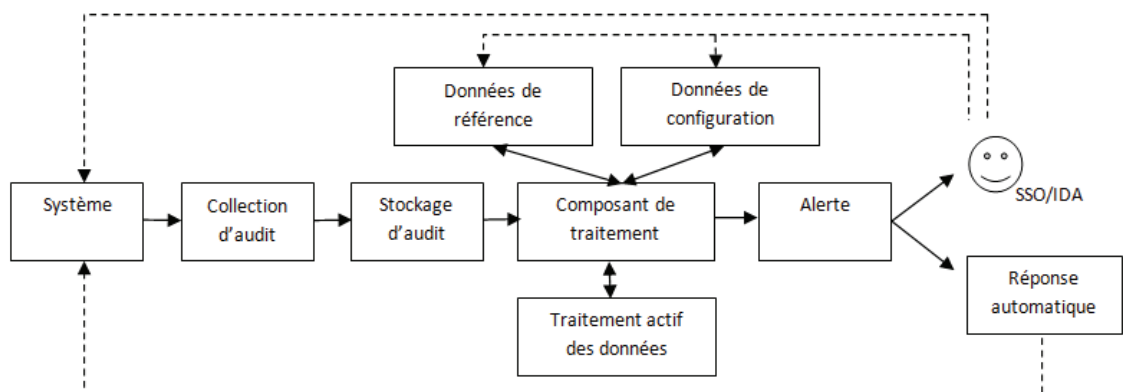 Données de
référence
Données de
configuration
Système
Collection
d'audit
Stockage
d'audit
Composant de
traitement
Alerte
SSO/IDA
Réponse
automatique
Traitement actif
des données